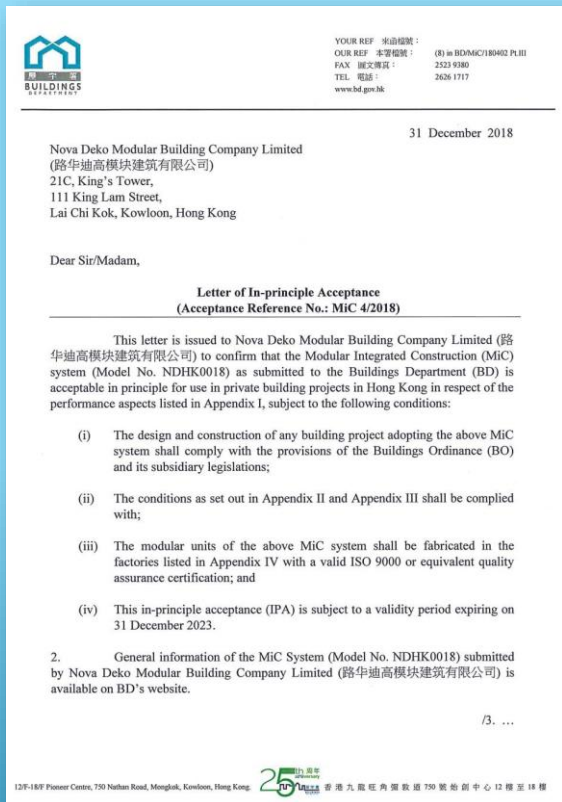 屋宇署
BUILDINGS
DEPARTMENT
YOUR REF 來函檔號：
OUR REF 本署檔號： (8) in BD/MiC/180402 Pt.III
FAX 圖文傳真： 2523 9380
TEL 電話： 2626 1717
www.bd.gov.hk
31 December 2018
Nova Deko Modular Building Company Limited
(路华迪高模块建筑有限公司)
21C, King's Tower,
111 King Lam Street,
Lai Chi Kok, Kowloon, Hong Kong
Dear Sir/Madam,
Letter of In-principle Acceptance
(Acceptance Reference No.: MiC 4/2018)
This letter is issued to Nova Deko Modular Building Company Limited (路
华迪高模块建筑有限公司) to confirm that the Modular Integrated Construction (MiC)
system (Model No. NDHK0018) as submitted to the Buildings Department (BD) is
acceptable in principle for use in private building projects in Hong Kong in respect of the
performance aspects listed in Appendix I, subject to the following conditions:
(i) The design and construction of any building project adopting the above MiC
system shall comply with the provisions of the Buildings Ordinance (BO)
and its subsidiary legislations;
(ii) The conditions as set out in Appendix II and Appendix III shall be complied
with;
(iii) The modular units of the above MiC system shall be fabricated in the
factories listed in Appendix IV with a valid ISO 9000 or equivalent quality
assurance certification; and
(iv) This in-principle acceptance (IPA) is subject to a validity period expiring on
31 December 2023.
2. General information of the MiC System (Model No. NDHK0018) submitted
by Nova Deko Modular Building Company Limited (路华迪高模块建筑有限公司) is
available on BD's website.
/3. …
12/F-18/F Pioneer Centre, 750 Nathan Road, Mongkok, Kowloon, Hong Kong. 25th 周年 anniversary 香港九龍旺角彌敦道 750 號始創中心 12 樓至 18 樓